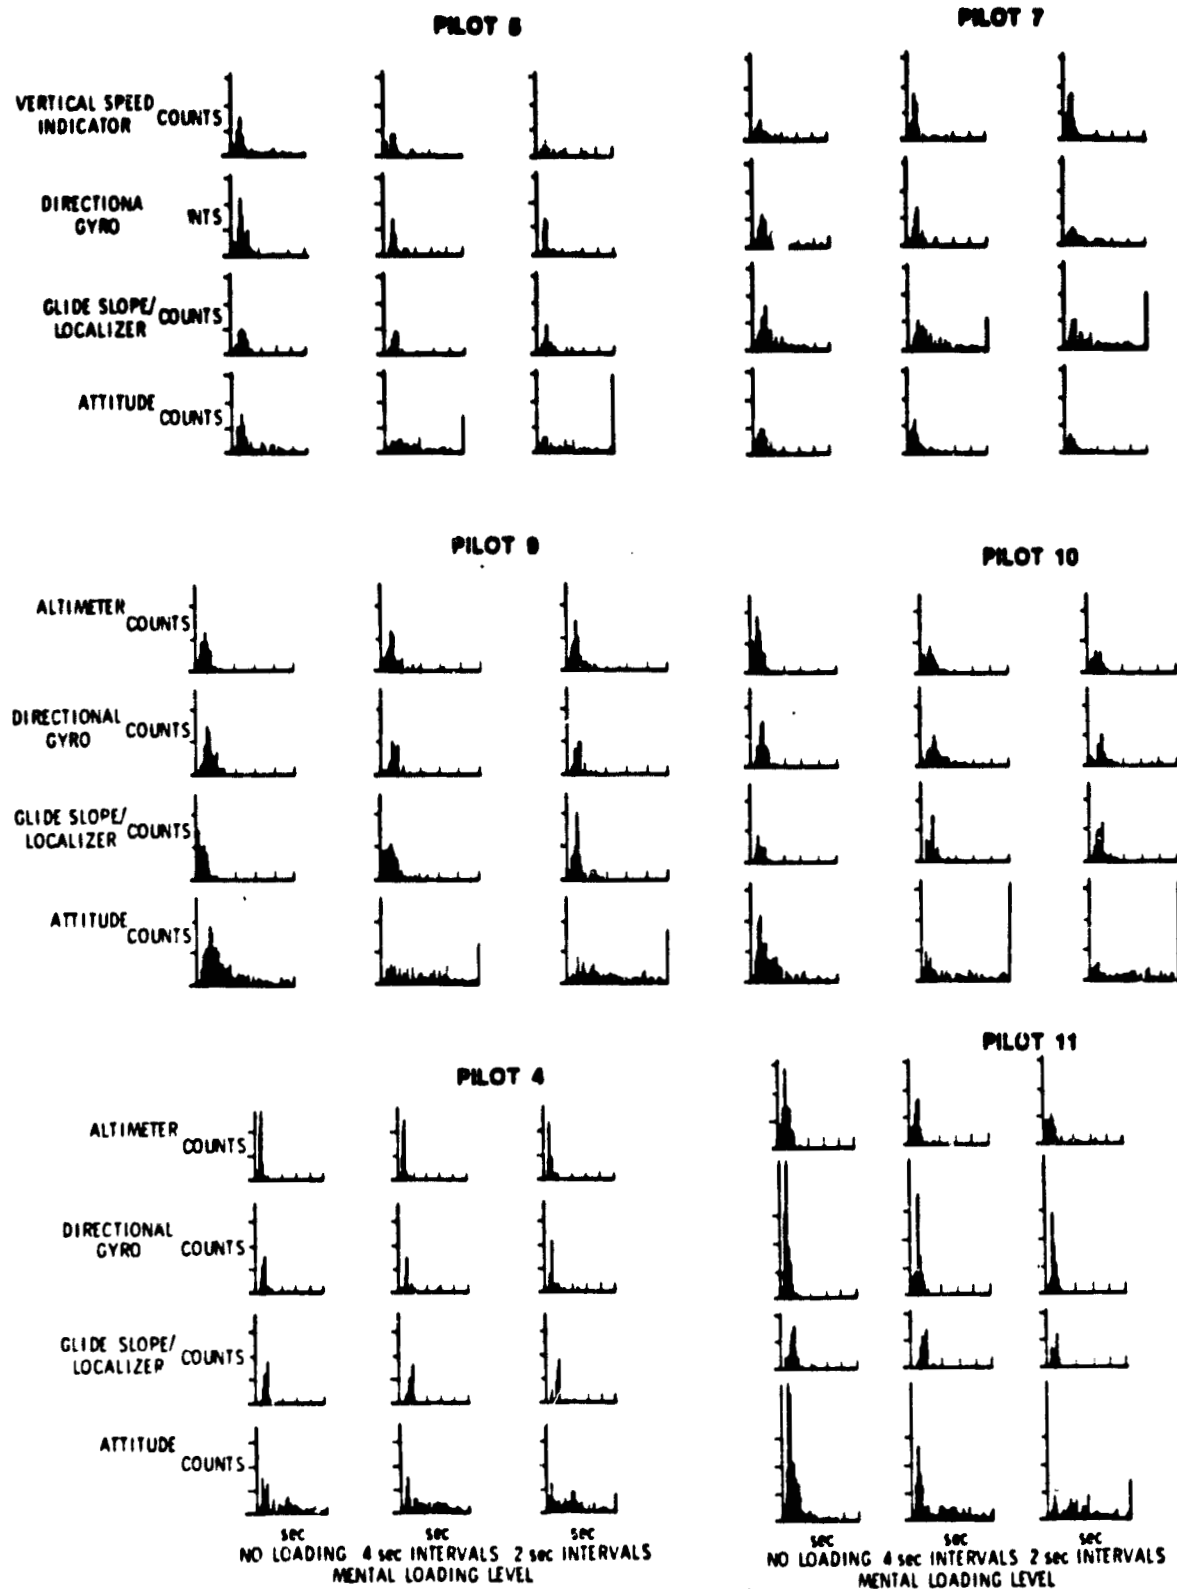 PILOT 5
PILOT 7
VERTICAL SPEED
INDICATOR
COUNTS
DIRECTIONA
GYRO
NTS
GLIDE SLOPE/
LOCALIZER
COUNTS
ATTITUDE
COUNTS
PILOT 9
PILOT 10
ALTIMETER
COUNTS
DIRECTIONAL
GYRO
COUNTS
GLIDE SLOPE/
LOCALIZER
COUNTS
ATTITUDE
COUNTS
PILOT 4
PILOT 11
ALTIMETER
COUNTS
DIRECTIONAL
GYRO
COUNTS
GLIDE SLOPE/
LOCALIZER
COUNTS
ATTITUDE
COUNTS
sec sec sec
NO LOADING 4 sec INTERVALS 2 sec INTERVALS
MENTAL LOADING LEVEL
sec sec sec
NO LOADING 4 sec INTERVALS 2 sec INTERVALS
MENTAL LOADING LEVEL